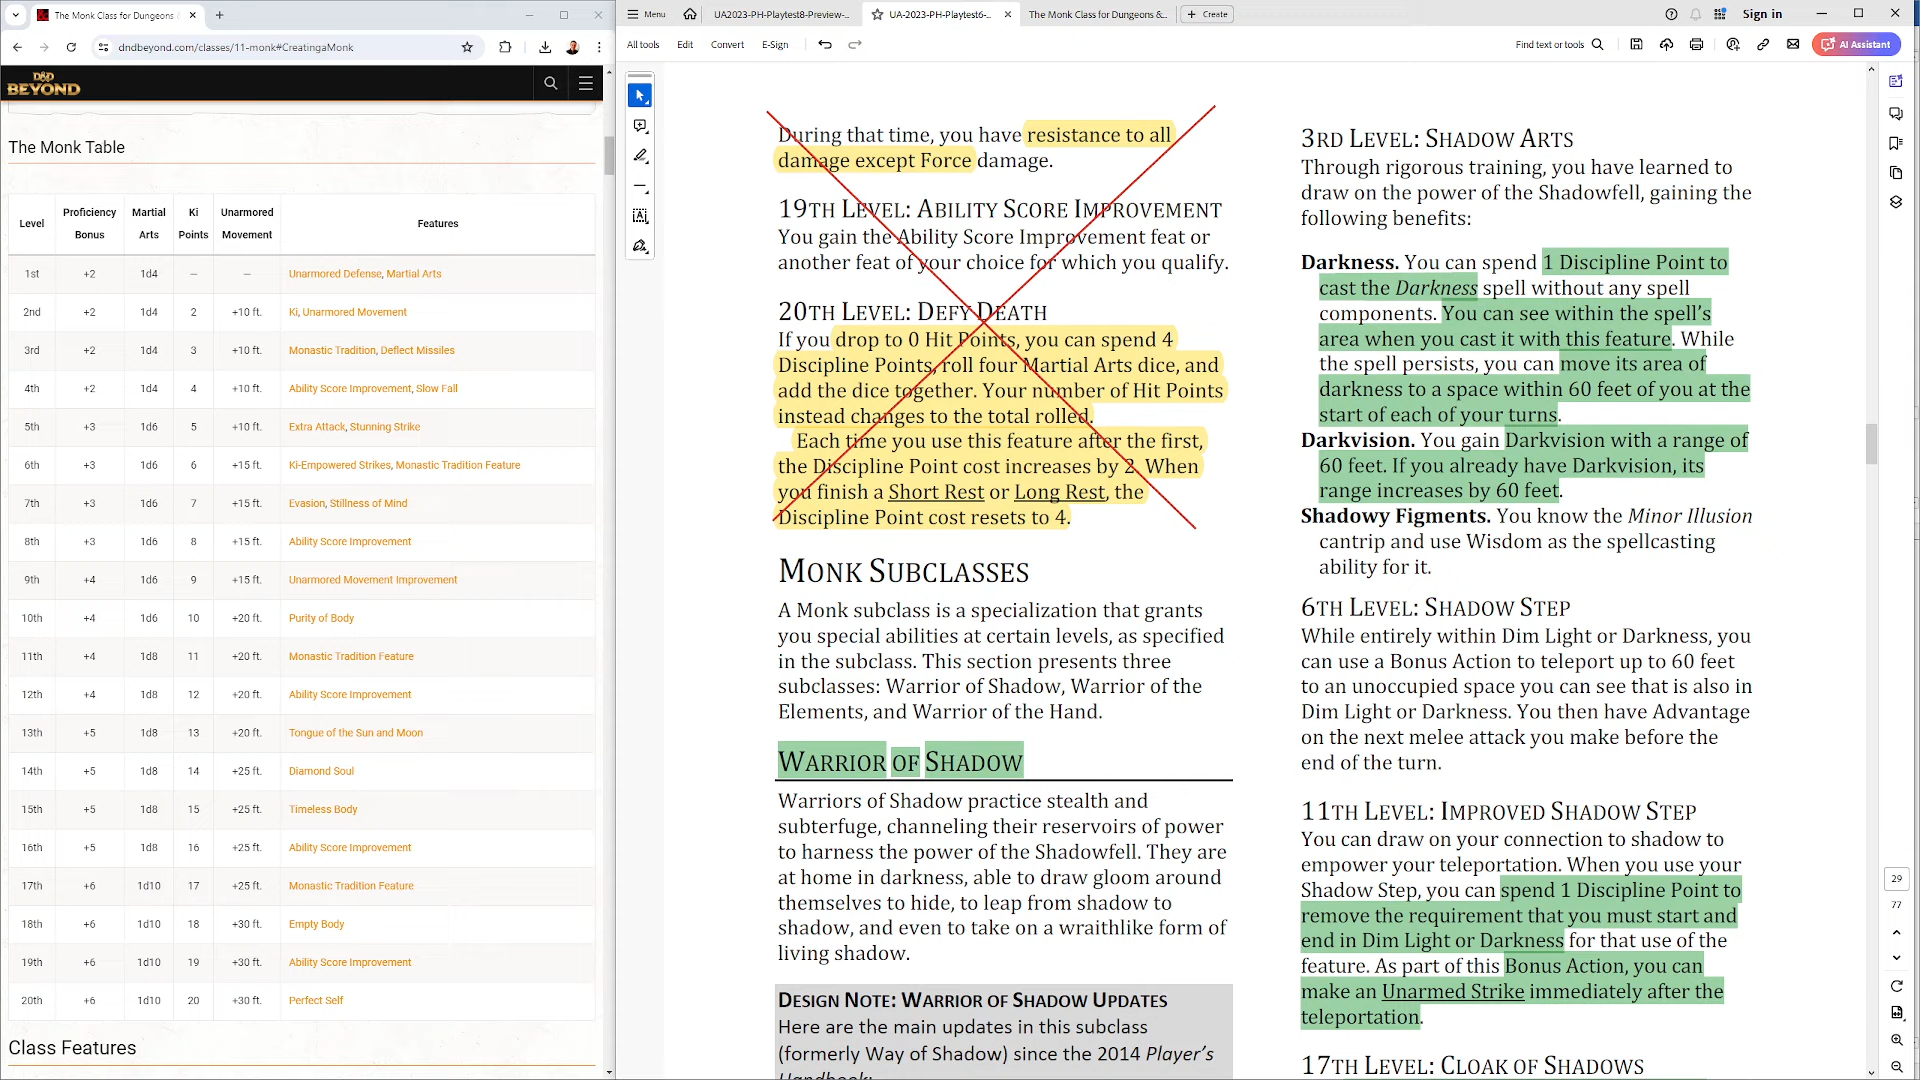 The Monk Class for Dungeons &
dndbeyond.com/classes/11-monk#CreatingaMonk
D&D
BEYOND
The Monk Table
Level Proficiency Bonus Martial Arts Ki Points Unarmored Movement Features
1st +2 1d4 — — Unarmored Defense, Martial Arts
2nd +2 1d4 2 +10 ft. Ki, Unarmored Movement
3rd +2 1d4 3 +10 ft. Monastic Tradition, Deflect Missiles
4th +2 1d4 4 +10 ft. Ability Score Improvement, Slow Fall
5th +3 1d6 5 +10 ft. Extra Attack, Stunning Strike
6th +3 1d6 6 +15 ft. Ki-Empowered Strikes, Monastic Tradition Feature
7th +3 1d6 7 +15 ft. Evasion, Stillness of Mind
8th +3 1d6 8 +15 ft. Ability Score Improvement
9th +4 1d6 9 +15 ft. Unarmored Movement Improvement
10th +4 1d6 10 +20 ft. Purity of Body
11th +4 1d8 11 +20 ft. Monastic Tradition Feature
12th +4 1d8 12 +20 ft. Ability Score Improvement
13th +5 1d8 13 +20 ft. Tongue of the Sun and Moon
14th +5 1d8 14 +25 ft. Diamond Soul
15th +5 1d8 15 +25 ft. Timeless Body
16th +5 1d8 16 +25 ft. Ability Score Improvement
17th +6 1d10 17 +25 ft. Monastic Tradition Feature
18th +6 1d10 18 +30 ft. Empty Body
19th +6 1d10 19 +30 ft. Ability Score Improvement
20th +6 1d10 20 +30 ft. Perfect Self
Class Features
Menu UA2023-PH-Playtest8-Preview-... UA-2023-PH-Playtest6-... The Monk Class for Dungeons &... Create Sign in
All tools Edit Convert E-Sign Find text or tools AI Assistant
During that time, you have resistance to all
damage except Force damage.
19TH LEVEL: ABILITY SCORE IMPROVEMENT
You gain the Ability Score Improvement feat or
another feat of your choice for which you qualify.
20TH LEVEL: DEFY DEATH
If you drop to 0 Hit Points, you can spend 4
Discipline Points, roll four Martial Arts dice, and
add the dice together. Your number of Hit Points
instead changes to the total rolled.
Each time you use this feature after the first,
the Discipline Point cost increases by 2. When
you finish a Short Rest or Long Rest, the
Discipline Point cost resets to 4.
MONK SUBCLASSES
A Monk subclass is a specialization that grants
you special abilities at certain levels, as specified
in the subclass. This section presents three
subclasses: Warrior of Shadow, Warrior of the
Elements, and Warrior of the Hand.
WARRIOR OF SHADOW
Warriors of Shadow practice stealth and
subterfuge, channeling their reservoirs of power
to harness the power of the Shadowfell. They are
at home in darkness, able to draw gloom around
themselves to hide, to leap from shadow to
shadow, and even to take on a wraithlike form of
living shadow.
DESIGN NOTE: WARRIOR OF SHADOW UPDATES
Here are the main updates in this subclass
(formerly Way of Shadow) since the 2014 Player's
Handbook:
3RD LEVEL: SHADOW ARTS
Through rigorous training, you have learned to
draw on the power of the Shadowfell, gaining the
following benefits:
Darkness. You can spend 1 Discipline Point to
cast the Darkness spell without any spell
components. You can see within the spell's
area when you cast it with this feature. While
the spell persists, you can move its area of
darkness to a space within 60 feet of you at the
start of each of your turns.
Darkvision. You gain Darkvision with a range of
60 feet. If you already have Darkvision, its
range increases by 60 feet.
Shadowy Figments. You know the Minor Illusion
cantrip and use Wisdom as the spellcasting
ability for it.
6TH LEVEL: SHADOW STEP
While entirely within Dim Light or Darkness, you
can use a Bonus Action to teleport up to 60 feet
to an unoccupied space you can see that is also in
Dim Light or Darkness. You then have Advantage
on the next melee attack you make before the
end of the turn.
11TH LEVEL: IMPROVED SHADOW STEP
You can draw on your connection to shadow to
empower your teleportation. When you use your
Shadow Step, you can spend 1 Discipline Point to
remove the requirement that you must start and
end in Dim Light or Darkness for that use of the
feature. As part of this Bonus Action, you can
make an Unarmed Strike immediately after the
teleportation.
17TH LEVEL: CLOAK OF SHADOWS
29
77